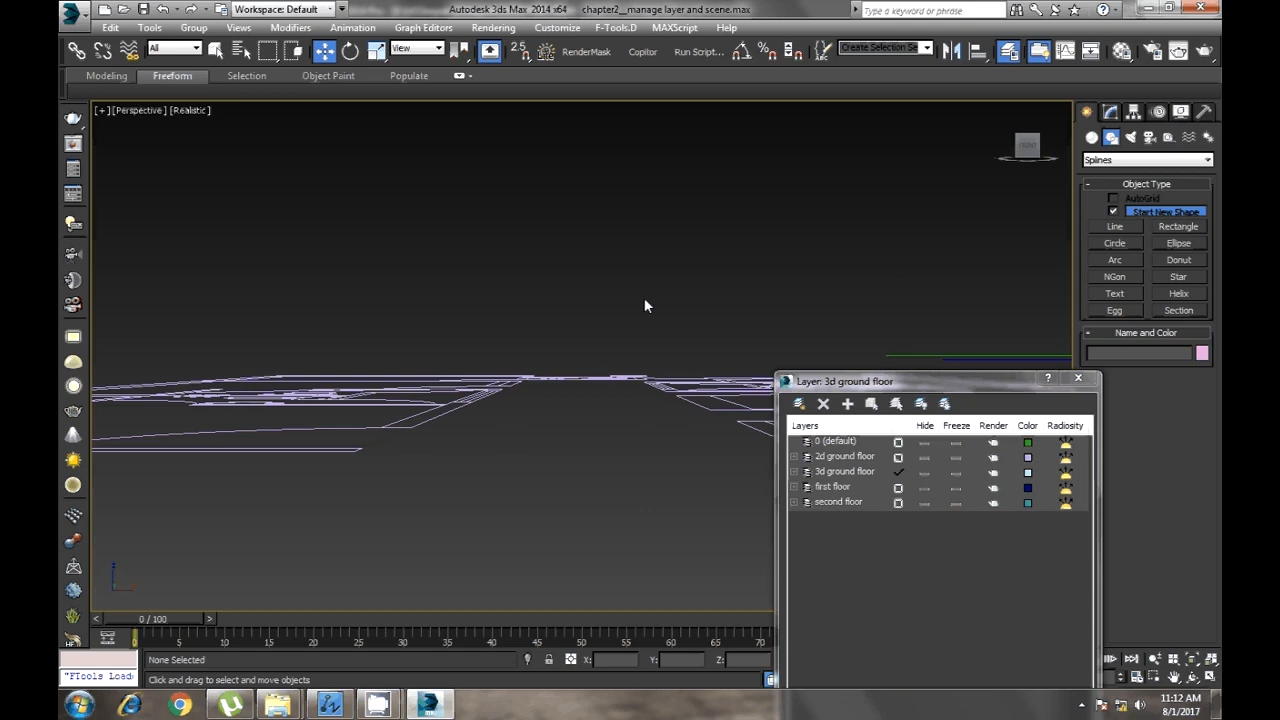 Workspace: Default
Autodesk 3ds Max 2014 x64 chapter2__manage layer and scene.max
Type a keyword or phrase
Edit Tools Group Views Modifiers Animation Graph Editors Rendering Customize F-Tools.D MAXScript Help
All View 2.5 RenderMask Copitor Run Script... Create Selection Se
Modeling Freeform Selection Object Paint Populate
[+] [Perspective] [Realistic]
FRONT
Splines
Object Type
AutoGrid
Start New Shape
Line Rectangle
Circle Ellipse
Arc Donut
NGon Star
Text Helix
Egg Section
Name and Color
Layer: 3d ground floor
Layers Hide Freeze Render Color Radiosity
0 (default)
2d ground floor
3d ground floor
first floor
second floor
0 / 100
0 5 10 15 20 25 30 35 40 45 50 55 60 65 70
None Selected X: Y: Z:
"FTools Load
Click and drag to select and move objects
11:12 AM
8/1/2017